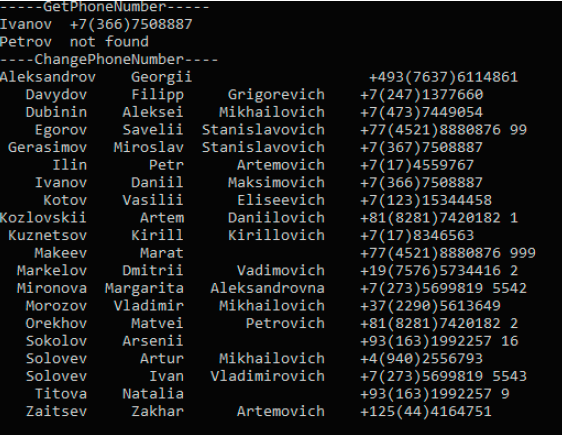 -----GetPhoneNumber-----
Ivanov  +7(366)7508887
Petrov  not found
----ChangePhoneNumber----
Aleksandrov Georgii +493(7637)6114861
Davydov Filipp Grigorevich +7(247)1377660
Dubinin Aleksei Mikhailovich +7(473)7449054
Egorov Savelii Stanislavovich +77(4521)8880876 99
Gerasimov Miroslav Stanislavovich +7(367)7508887
Ilin Petr Artemovich +7(17)4559767
Ivanov Daniil Maksimovich +7(366)7508887
Kotov Vasilii Eliseevich +7(123)15344458
Kozlovskii Artem Daniilovich +81(8281)7420182 1
Kuznetsov Kirill Kirillovich +7(17)8346563
Makeev Marat +77(4521)8880876 999
Markelov Dmitrii Vadimovich +19(7576)5734416 2
Mironova Margarita Aleksandrovna +7(273)5699819 5542
Morozov Vladimir Mikhailovich +37(2290)5613649
Orekhov Matvei Petrovich +81(8281)7420182 2
Sokolov Arsenii +93(163)1992257 16
Solovev Artur Mikhailovich +4(940)2556793
Solovev Ivan Vladimirovich +7(273)5699819 5543
Titova Natalia +93(163)1992257 9
Zaitsev Zakhar Artemovich +125(44)4164751